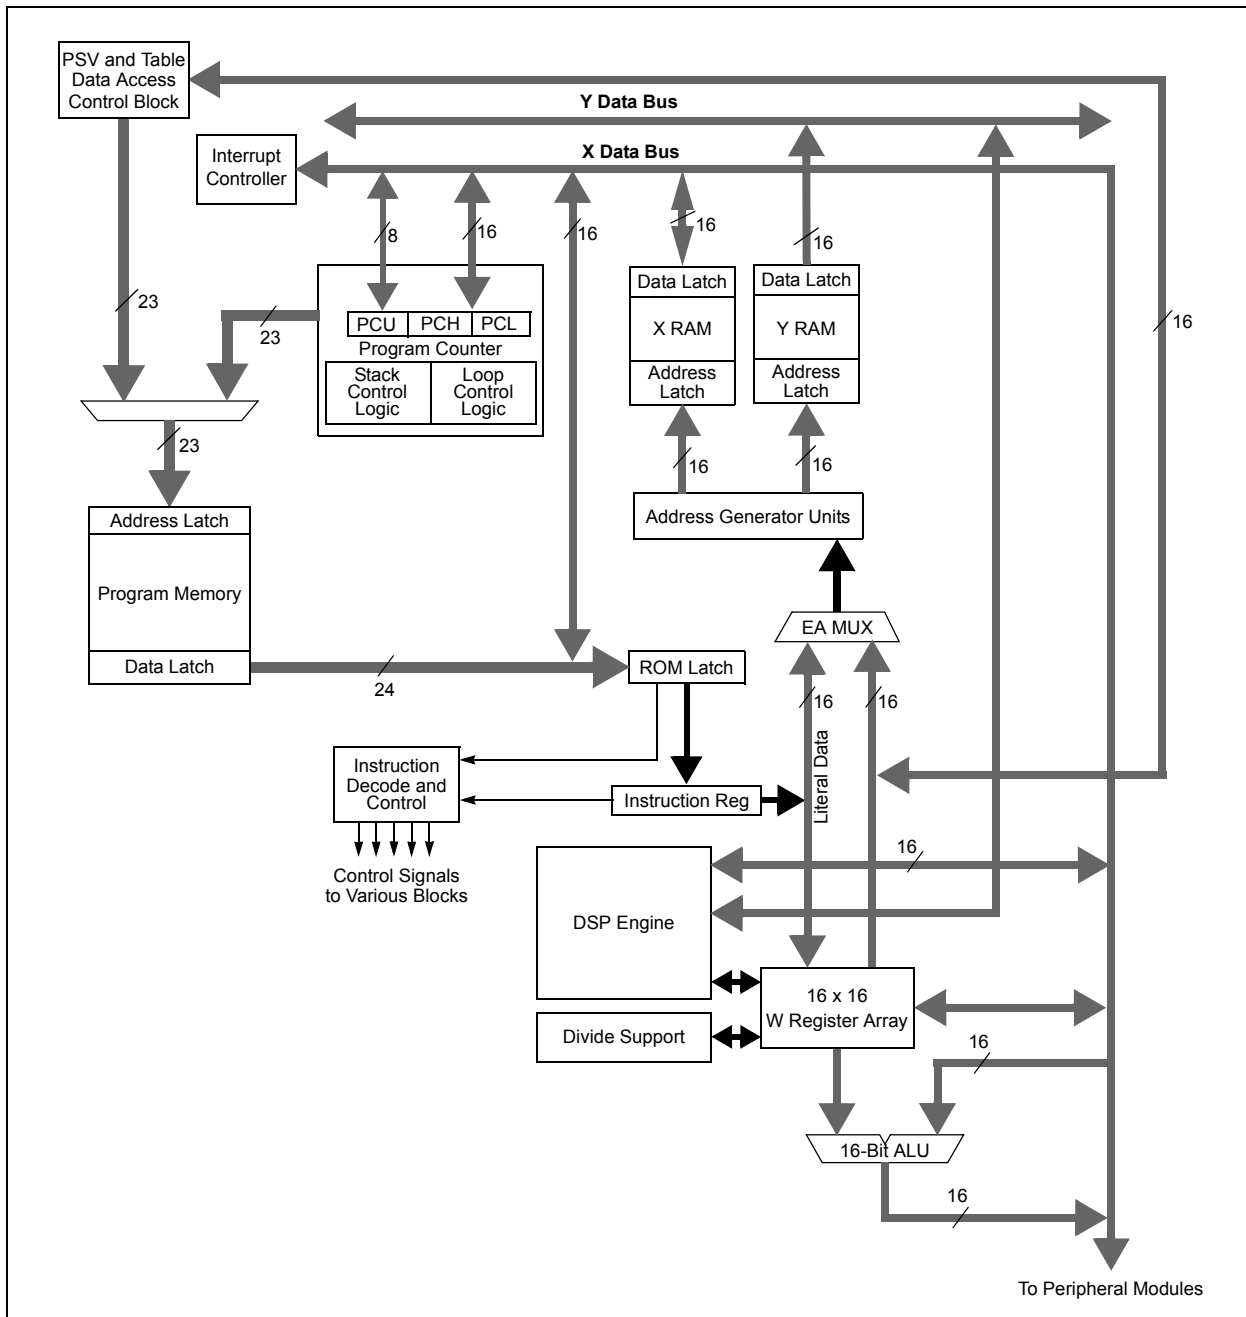 PSV and Table
Data Access
Control Block
Y Data Bus
Interrupt
Controller
X Data Bus
8
16
16
16
16
23
23
16
PCU
PCH
PCL
Program Counter
Stack
Control
Logic
Loop
Control
Logic
Data Latch
X RAM
Address
Latch
Data Latch
Y RAM
Address
Latch
23
16
16
Address Latch
Program Memory
Data Latch
Address Generator Units
EA MUX
24
ROM Latch
16
16
Literal Data
Instruction
Decode and
Control
Instruction Reg
Control Signals
to Various Blocks
16
DSP Engine
16 x 16
W Register Array
Divide Support
16
16-Bit ALU
16
To Peripheral Modules